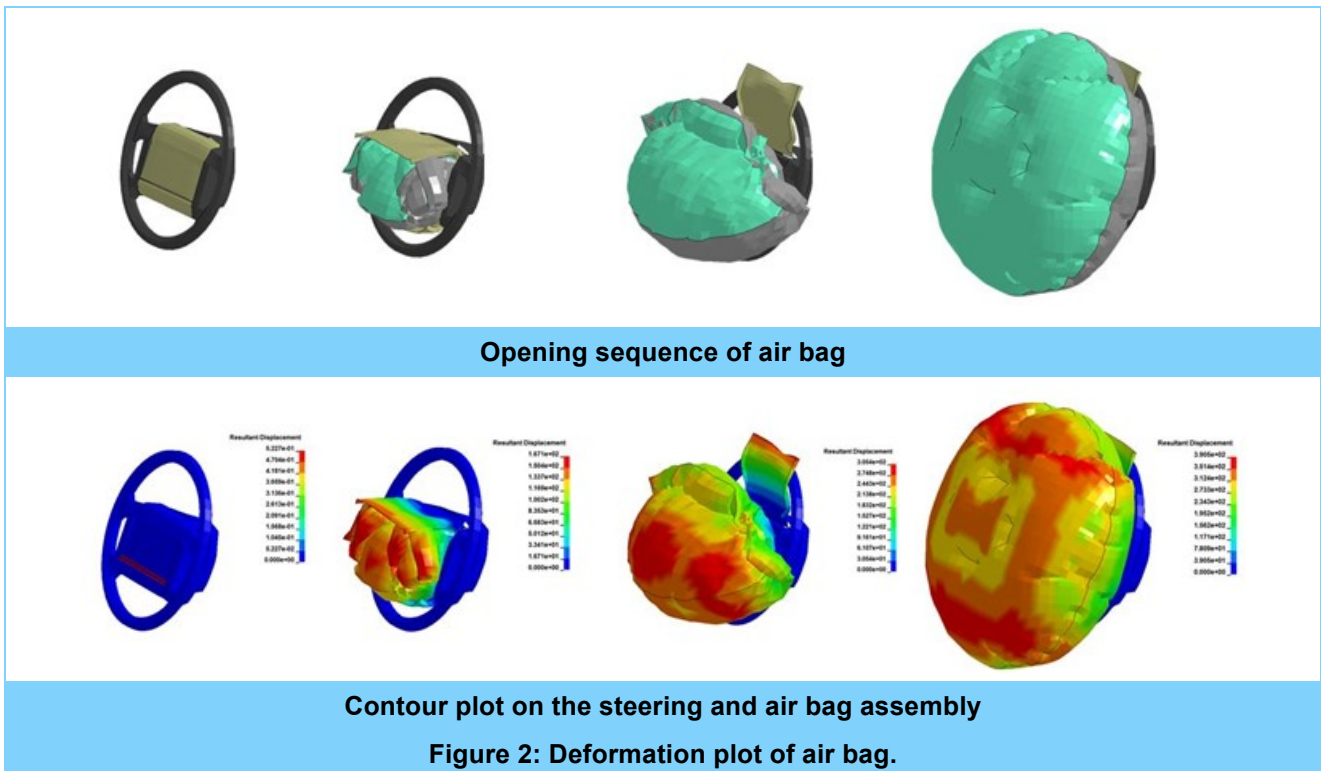 Opening sequence of air bag
Resultant Displacement
5.227e-01
4.704e-01
4.181e-01
3.659e-01
3.136e-01
2.613e-01
2.091e-01
1.568e-01
1.045e-01
5.227e-02
0.000e+00
Resultant Displacement
1.671e+02
1.504e+02
1.337e+02
1.169e+02
1.002e+02
8.353e+01
6.683e+01
5.012e+01
3.341e+01
1.671e+01
0.000e+00
Resultant Displacement
3.054e+02
2.748e+02
2.443e+02
2.138e+02
1.832e+02
1.527e+02
1.221e+02
9.161e+01
6.107e+01
3.054e+01
0.000e+00
Resultant Displacement
3.905e+02
3.514e+02
3.124e+02
2.733e+02
2.343e+02
1.952e+02
1.562e+02
1.171e+02
7.809e+01
3.905e+01
0.000e+00
Contour plot on the steering and air bag assembly
Figure 2: Deformation plot of air bag.